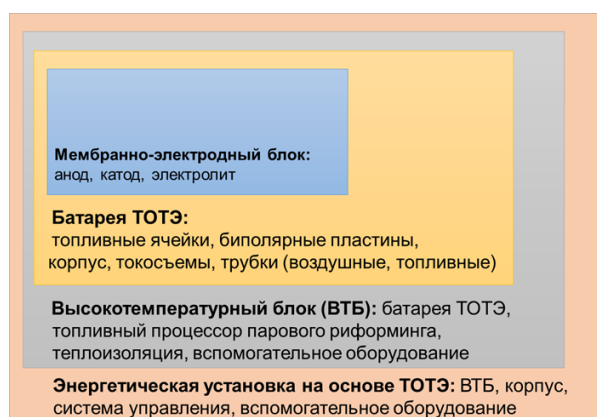 Мембранно-электродный блок:
анод, катод, электролит
Батарея ТОТЭ:
топливные ячейки, биполярные пластины,
корпус, токосъемы, трубки (воздушные, топливные)
Высокотемпературный блок (ВТБ): батарея ТОТЭ,
топливный процессор парового риформинга,
теплоизоляция, вспомогательное оборудование
Энергетическая установка на основе ТОТЭ: ВТБ, корпус,
система управления, вспомогательное оборудование